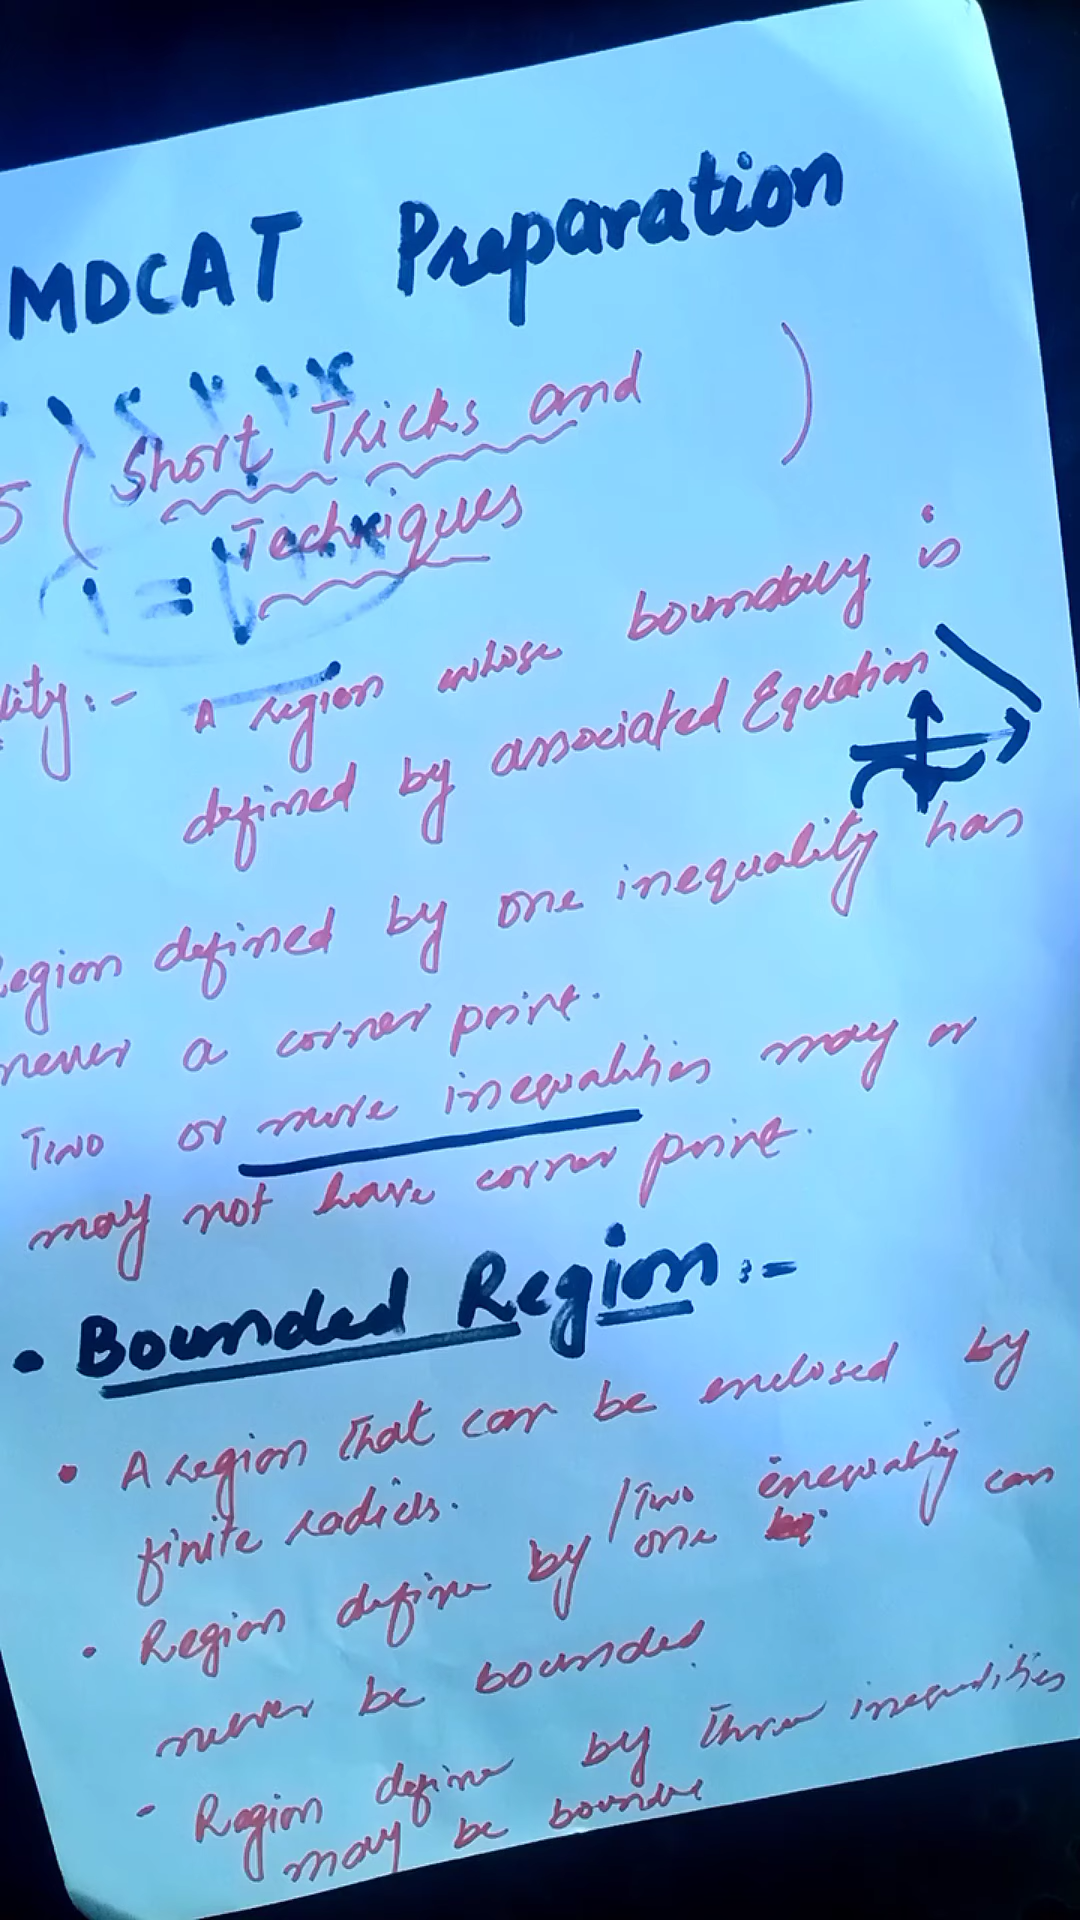 MDCAT Preparation
5 ( Short Tricks and )
Techniques
lity:- A region whose boundary is
defined by associated Equation.
Region defined by one inequality has
never a corner point.
Two or more inequalities may or
may not have corner point.
• Bounded Region :-
• A region that can be enclosed by
finite radius.
• Region define by one /Two inequality can
never be bounded.
- Region define by three inequalities
may be bounde